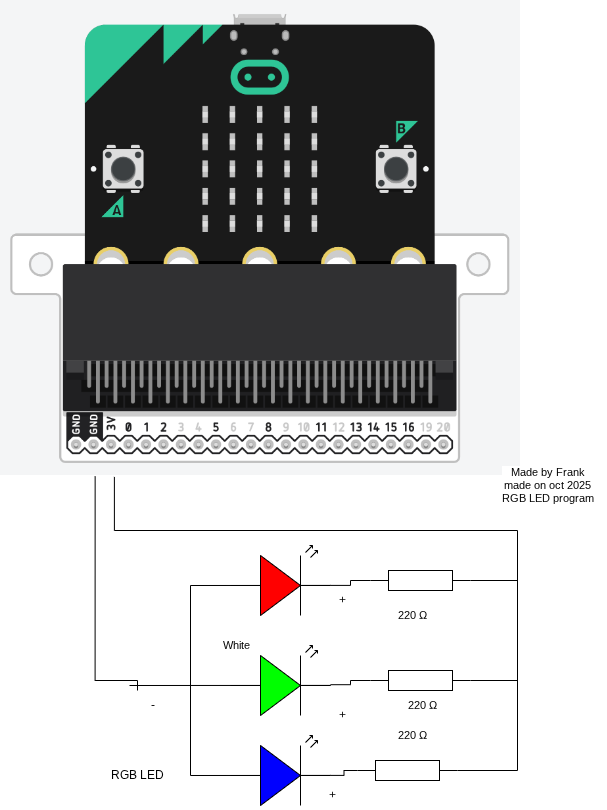 B
A
GND GND 3V 0 1 2 3 4 5 6 7 8 9 10 11 12 13 14 15 16 19 20
Made by Frank
made on oct 2025
RGB LED program
+
220 Ω
White
-
+
220 Ω
220 Ω
RGB LED
+